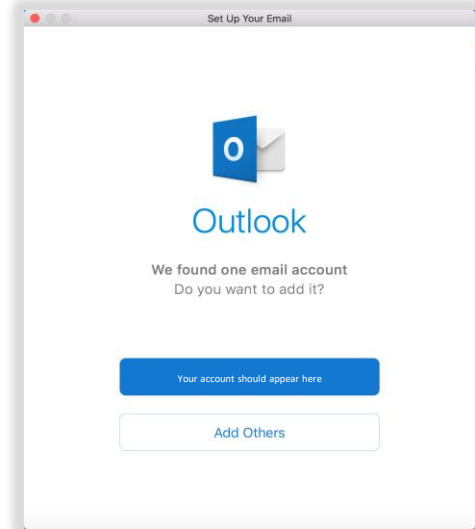 Set Up Your Email
O
Outlook
We found one email account
Do you want to add it?
Your account should appear here
Add Others